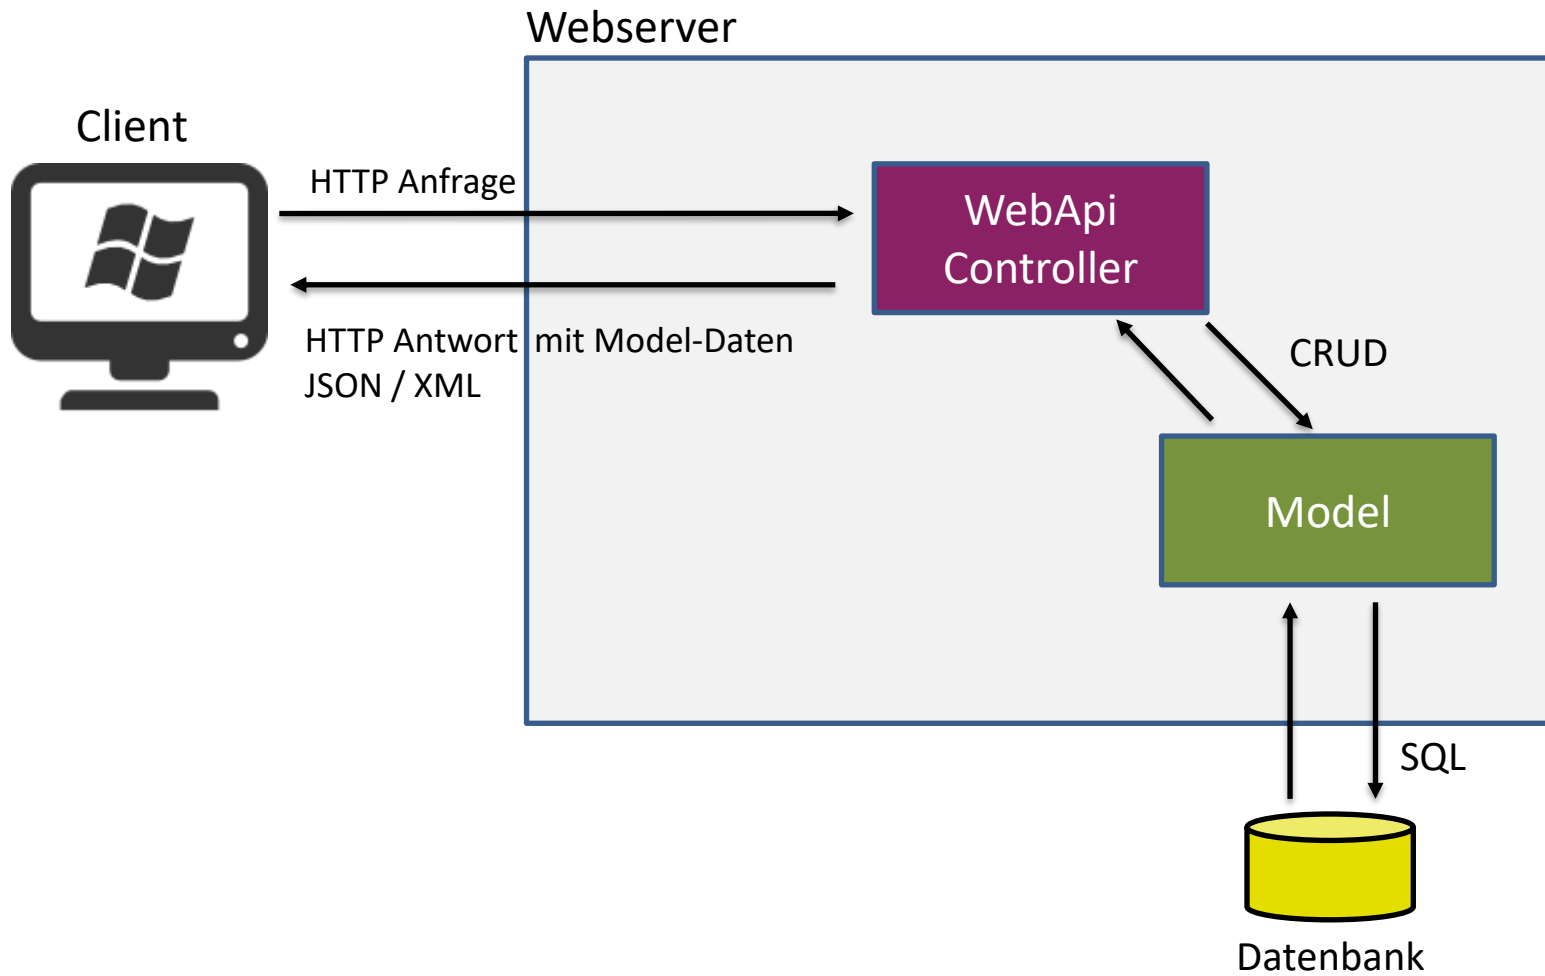 Webserver
Client
HTTP Anfrage
WebApi
Controller
HTTP Antwort mit Model-Daten
JSON / XML
CRUD
Model
SQL
Datenbank